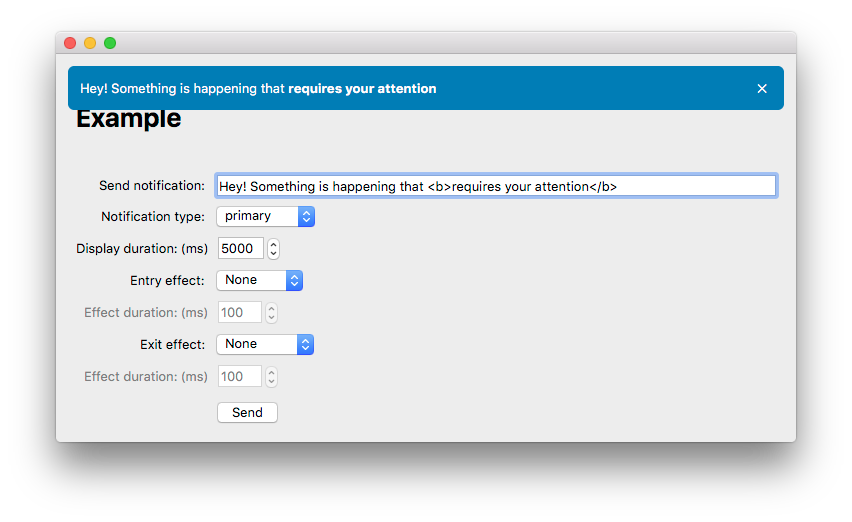 Hey! Something is happening that requires your attention ×
Example
Send notification: Hey! Something is happening that <b>requires your attention</b>
Notification type: primary
Display duration: (ms) 5000
Entry effect: None
Effect duration: (ms) 100
Exit effect: None
Effect duration: (ms) 100
Send